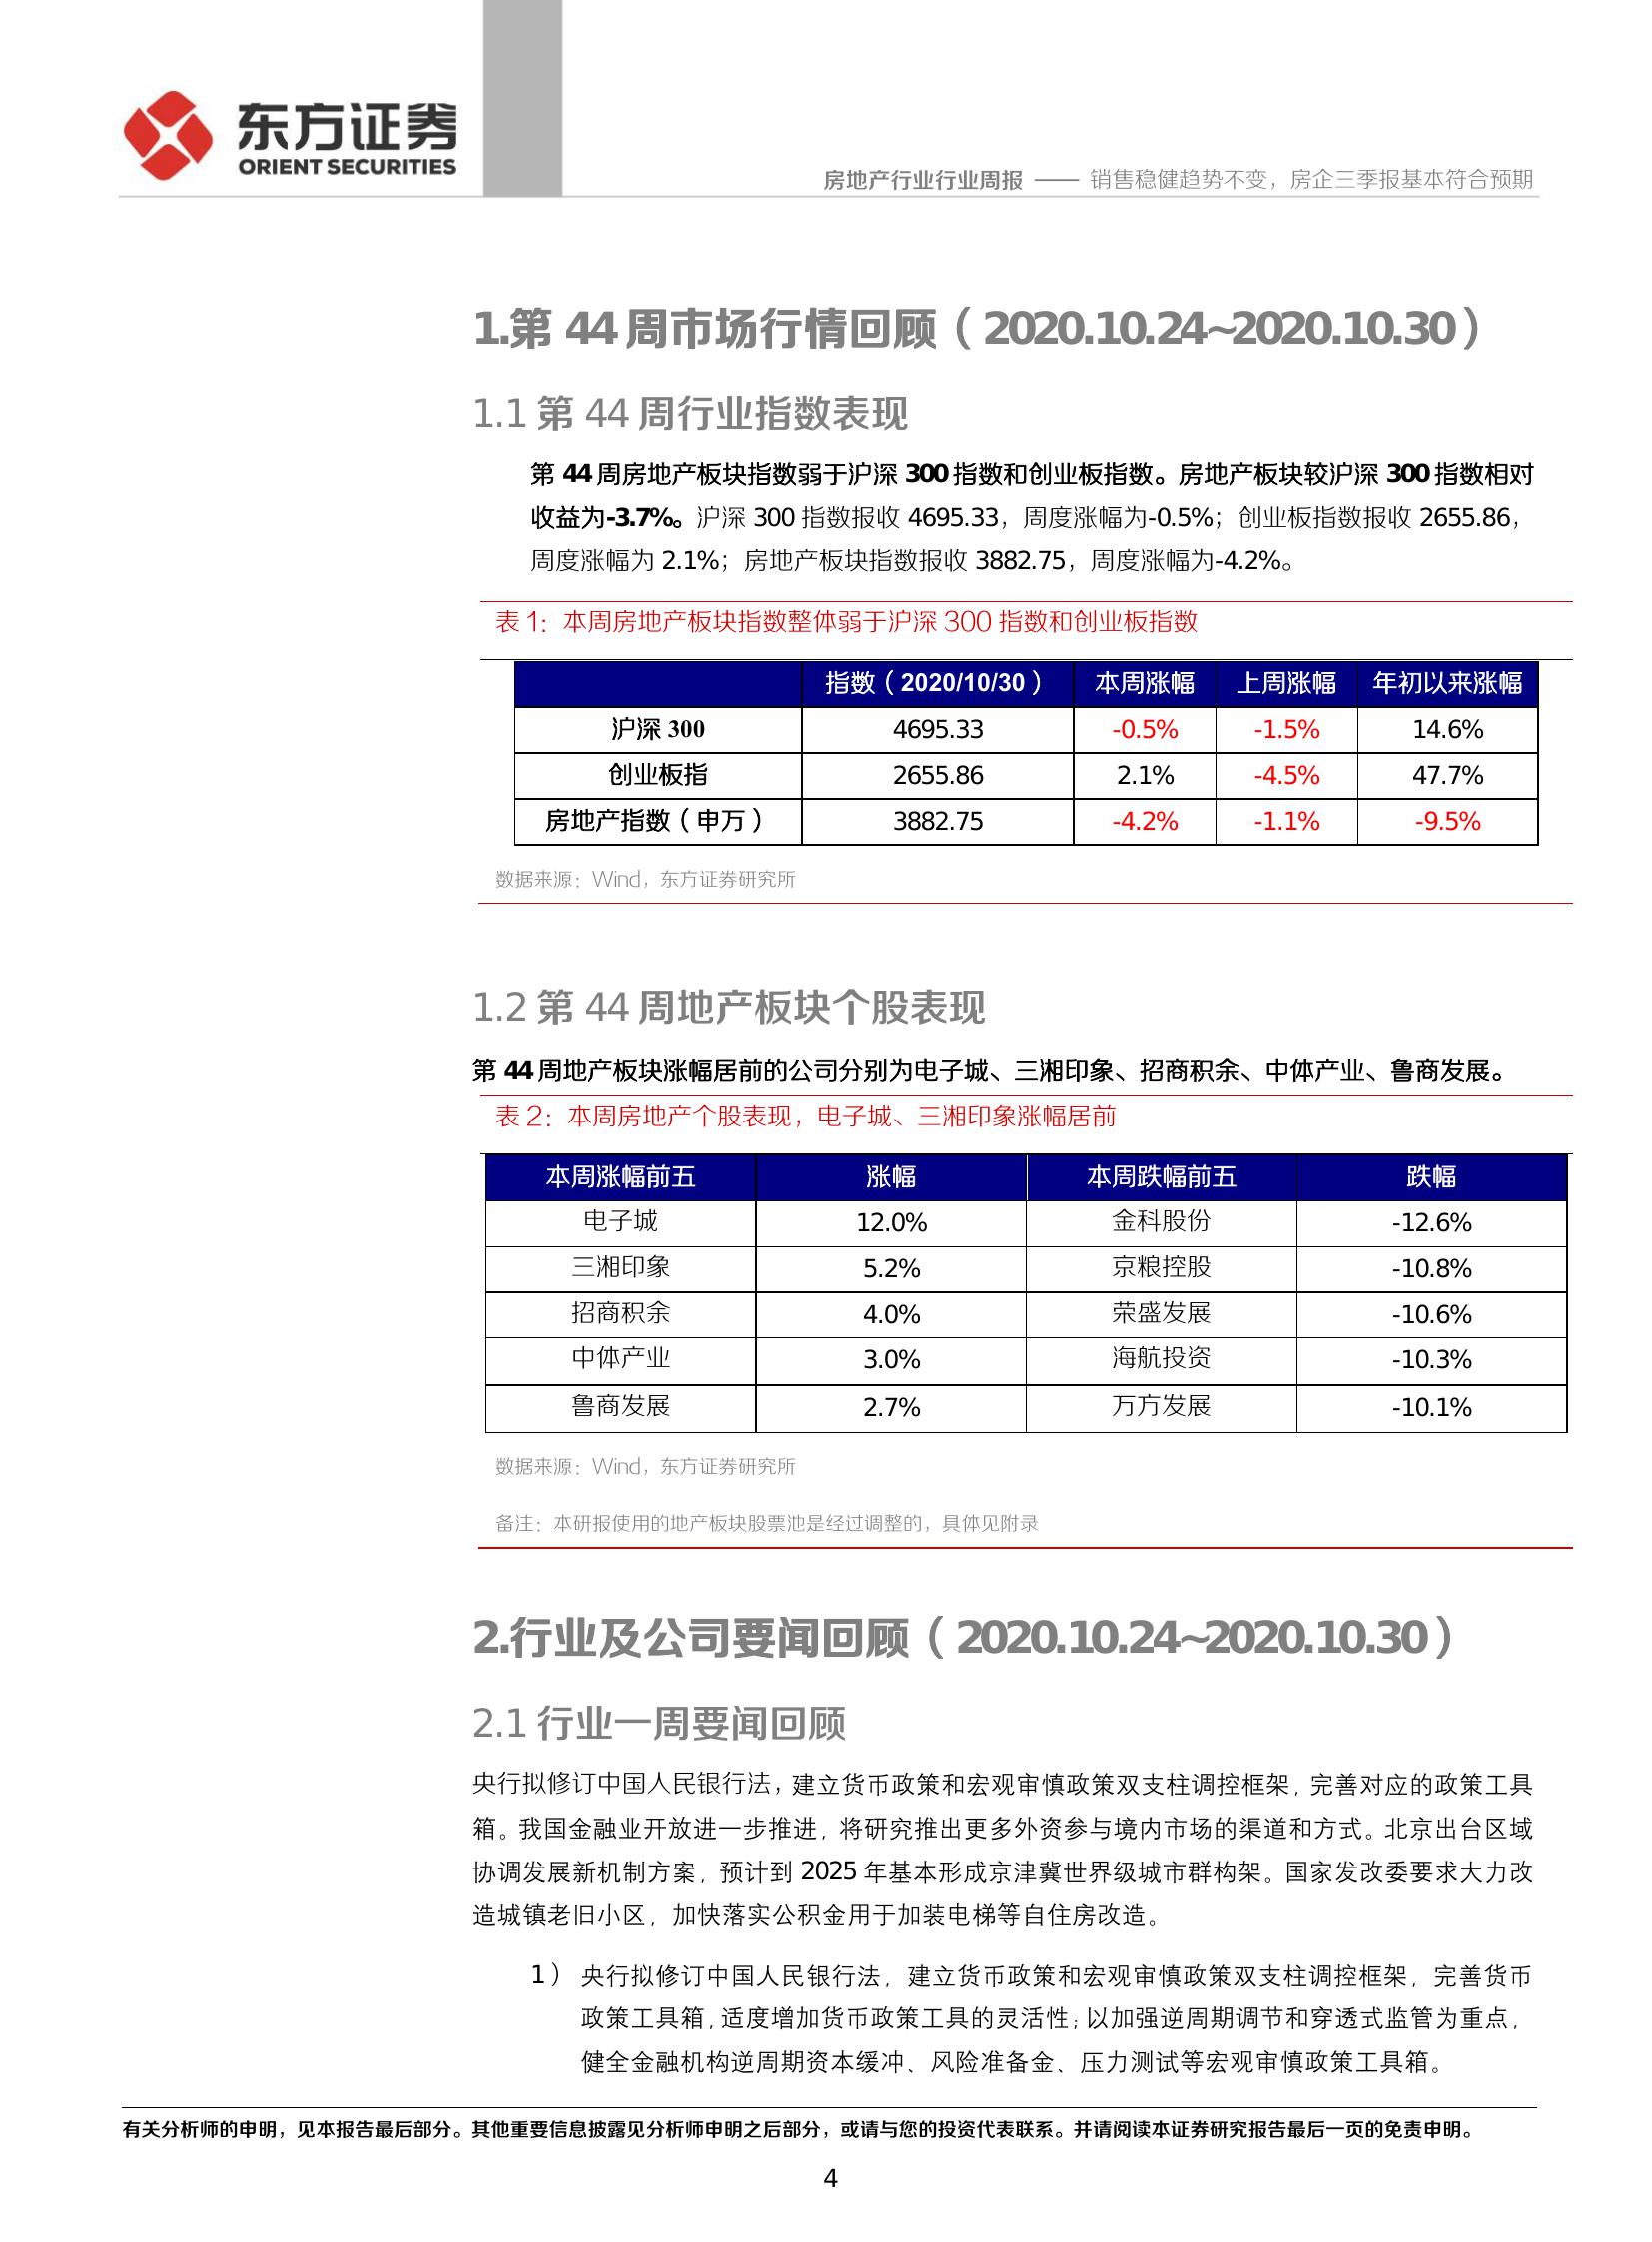 东方证券
ORIENT SECURITIES
房地产行业行业周报 —— 销售稳健趋势不变，房企三季报基本符合预期
1.第 44 周市场行情回顾（2020.10.24~2020.10.30）
1.1 第 44 周行业指数表现
第 44 周房地产板块指数弱于沪深 300 指数和创业板指数。房地产板块较沪深 300 指数相对
收益为-3.7%。沪深 300 指数报收 4695.33，周度涨幅为-0.5%；创业板指数报收 2655.86，
周度涨幅为 2.1%；房地产板块指数报收 3882.75，周度涨幅为-4.2%。
表 1：本周房地产板块指数整体弱于沪深 300 指数和创业板指数
指数（2020/10/30） 本周涨幅 上周涨幅 年初以来涨幅
沪深 300 4695.33 -0.5% -1.5% 14.6%
创业板指 2655.86 2.1% -4.5% 47.7%
房地产指数（申万） 3882.75 -4.2% -1.1% -9.5%
数据来源：Wind，东方证券研究所
1.2 第 44 周地产板块个股表现
第 44 周地产板块涨幅居前的公司分别为电子城、三湘印象、招商积余、中体产业、鲁商发展。
表 2：本周房地产个股表现，电子城、三湘印象涨幅居前
本周涨幅前五 涨幅 本周跌幅前五 跌幅
电子城 12.0% 金科股份 -12.6%
三湘印象 5.2% 京粮控股 -10.8%
招商积余 4.0% 荣盛发展 -10.6%
中体产业 3.0% 海航投资 -10.3%
鲁商发展 2.7% 万方发展 -10.1%
数据来源：Wind，东方证券研究所
备注：本研报使用的地产板块股票池是经过调整的，具体见附录
2.行业及公司要闻回顾（2020.10.24~2020.10.30）
2.1 行业一周要闻回顾
央行拟修订中国人民银行法，建立货币政策和宏观审慎政策双支柱调控框架，完善对应的政策工具
箱。我国金融业开放进一步推进，将研究推出更多外资参与境内市场的渠道和方式。北京出台区域
协调发展新机制方案，预计到 2025 年基本形成京津冀世界级城市群构架。国家发改委要求大力改
造城镇老旧小区，加快落实公积金用于加装电梯等自住房改造。
1） 央行拟修订中国人民银行法，建立货币政策和宏观审慎政策双支柱调控框架，完善货币
政策工具箱，适度增加货币政策工具的灵活性；以加强逆周期调节和穿透式监管为重点，
健全金融机构逆周期资本缓冲、风险准备金、压力测试等宏观审慎政策工具箱。
有关分析师的申明，见本报告最后部分。其他重要信息披露见分析师申明之后部分，或请与您的投资代表联系。并请阅读本证券研究报告最后一页的免责申明。
4